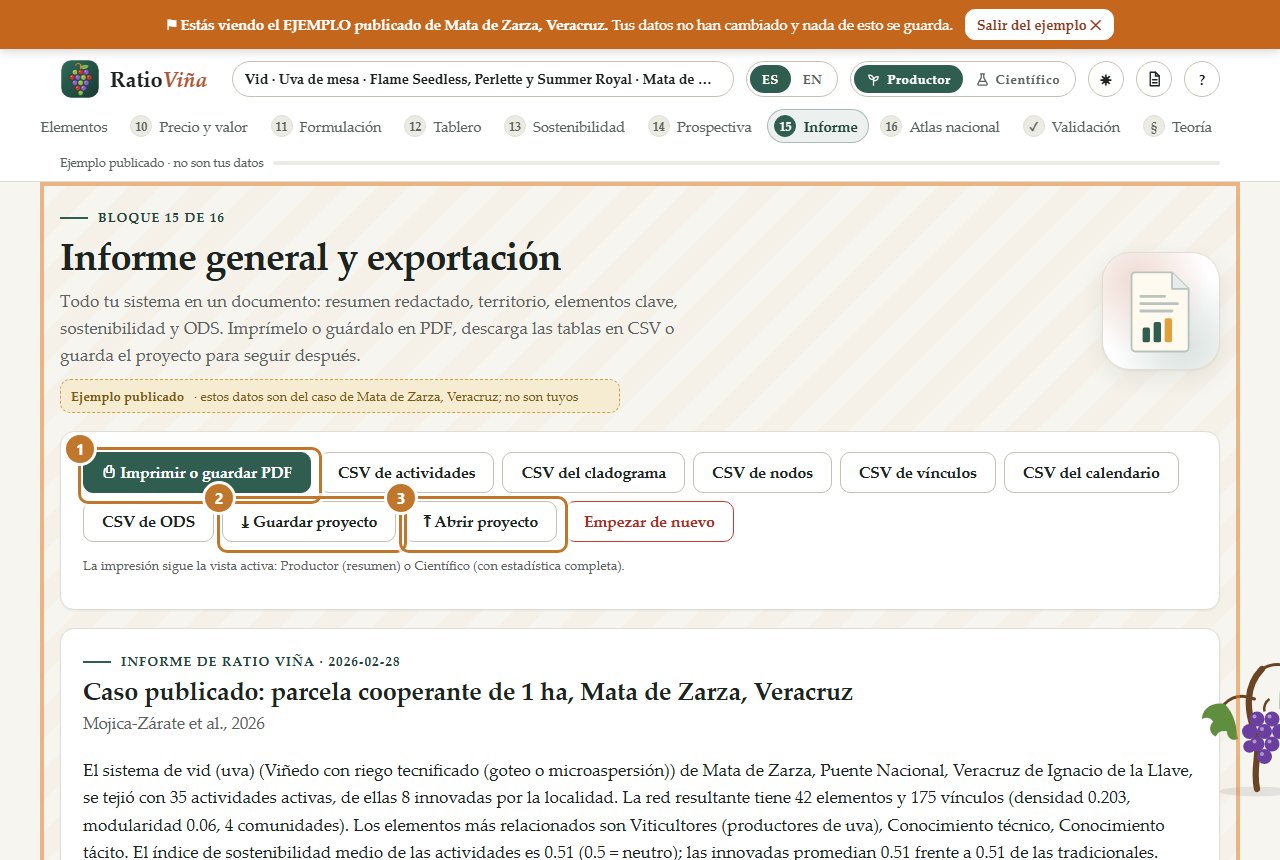 Estás viendo el EJEMPLO publicado de Mata de Zarza, Veracruz. Tus datos no han cambiado y nada de esto se guarda. Salir del ejemplo
RatioViña
Vid · Uva de mesa · Flame Seedless, Perlette y Summer Royal · Mata de ...
ES EN
Productor Científico
?
Elementos 10 Precio y valor 11 Formulación 12 Tablero 13 Sostenibilidad 14 Prospectiva 15 Informe 16 Atlas nacional ✓ Validación § Teoría
Ejemplo publicado · no son tus datos
BLOQUE 15 DE 16
Informe general y exportación
Todo tu sistema en un documento: resumen redactado, territorio, elementos clave,
sostenibilidad y ODS. Imprímelo o guárdalo en PDF, descarga las tablas en CSV o
guarda el proyecto para seguir después.
Ejemplo publicado · estos datos son del caso de Mata de Zarza, Veracruz; no son tuyos
1
Imprimir o guardar PDF CSV de actividades CSV del cladograma CSV de nodos CSV de vínculos CSV del calendario
2 3
CSV de ODS Guardar proyecto Abrir proyecto Empezar de nuevo
La impresión sigue la vista activa: Productor (resumen) o Científico (con estadística completa).
INFORME DE RATIO VIÑA · 2026-02-28
Caso publicado: parcela cooperante de 1 ha, Mata de Zarza, Veracruz
Mojica-Zárate et al., 2026
El sistema de vid (uva) (Viñedo con riego tecnificado (goteo o microaspersión)) de Mata de Zarza, Puente Nacional, Veracruz de Ignacio de la Llave,
se tejió con 35 actividades activas, de ellas 8 innovadas por la localidad. La red resultante tiene 42 elementos y 175 vínculos (densidad 0.203,
modularidad 0.06, 4 comunidades). Los elementos más relacionados son Viticultores (productores de uva), Conocimiento técnico, Conocimiento
tácito. El índice de sostenibilidad medio de las actividades es 0.51 (0.5 = neutro); las innovadas promedian 0.51 frente a 0.51 de las tradicionales.